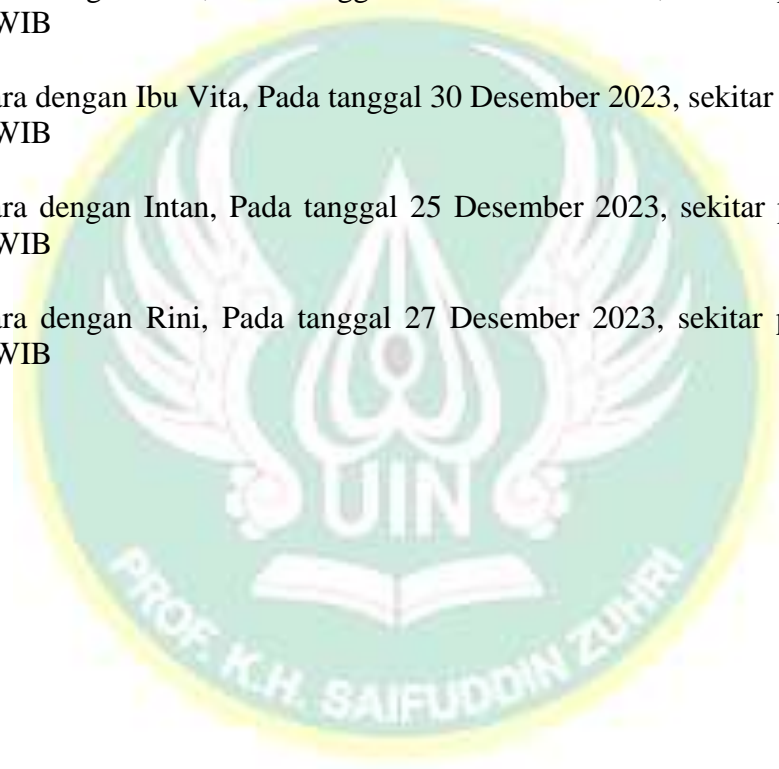 WIB
ara dengan Ibu Vita, Pada tanggal 30 Desember 2023, sekitar
WIB
ara dengan Intan, Pada tanggal 25 Desember 2023, sekitar
WIB
ara dengan Rini, Pada tanggal 27 Desember 2023, sekitar
WIB
UIN
PROF. K.H. SAIFUDDIN ZUHRI